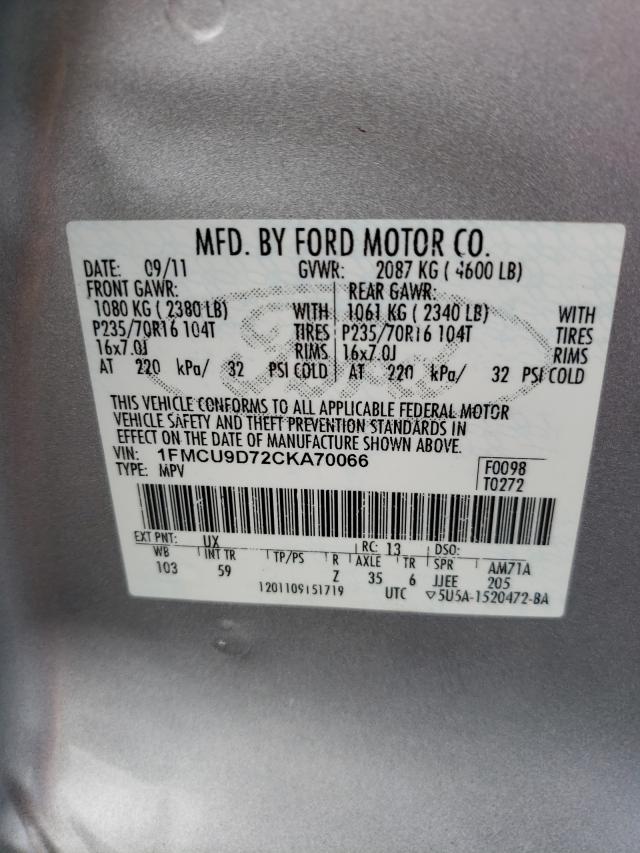 MFD. BY FORD MOTOR CO.
DATE: 09/11 GVWR: 2087 KG ( 4600 LB)
FRONT GAWR: REAR GAWR:
1080 KG ( 2380 LB) WITH 1061 KG ( 2340 LB) WITH
P235/70R16 104T TIRES P235/70R16 104T TIRES
16x7.0J RIMS 16x7.0J RIMS
AT 220 kPa/ 32 PSI COLD AT 220 kPa/ 32 PSI COLD
THIS VEHICLE CONFORMS TO ALL APPLICABLE FEDERAL MOTOR
VEHICLE SAFETY AND THEFT PREVENTION STANDARDS IN
EFFECT ON THE DATE OF MANUFACTURE SHOWN ABOVE.
VIN: 1FMCU9D72CKA70066 F0098
TYPE: MPV T0272
EXT PNT: UX RC: 13 DSO:
WB INT TR TP/PS R AXLE TR SPR AM71A
103 59 Z 35 6 JJEE 205
1201109151719 UTC ▽5U5A-1520472-BA